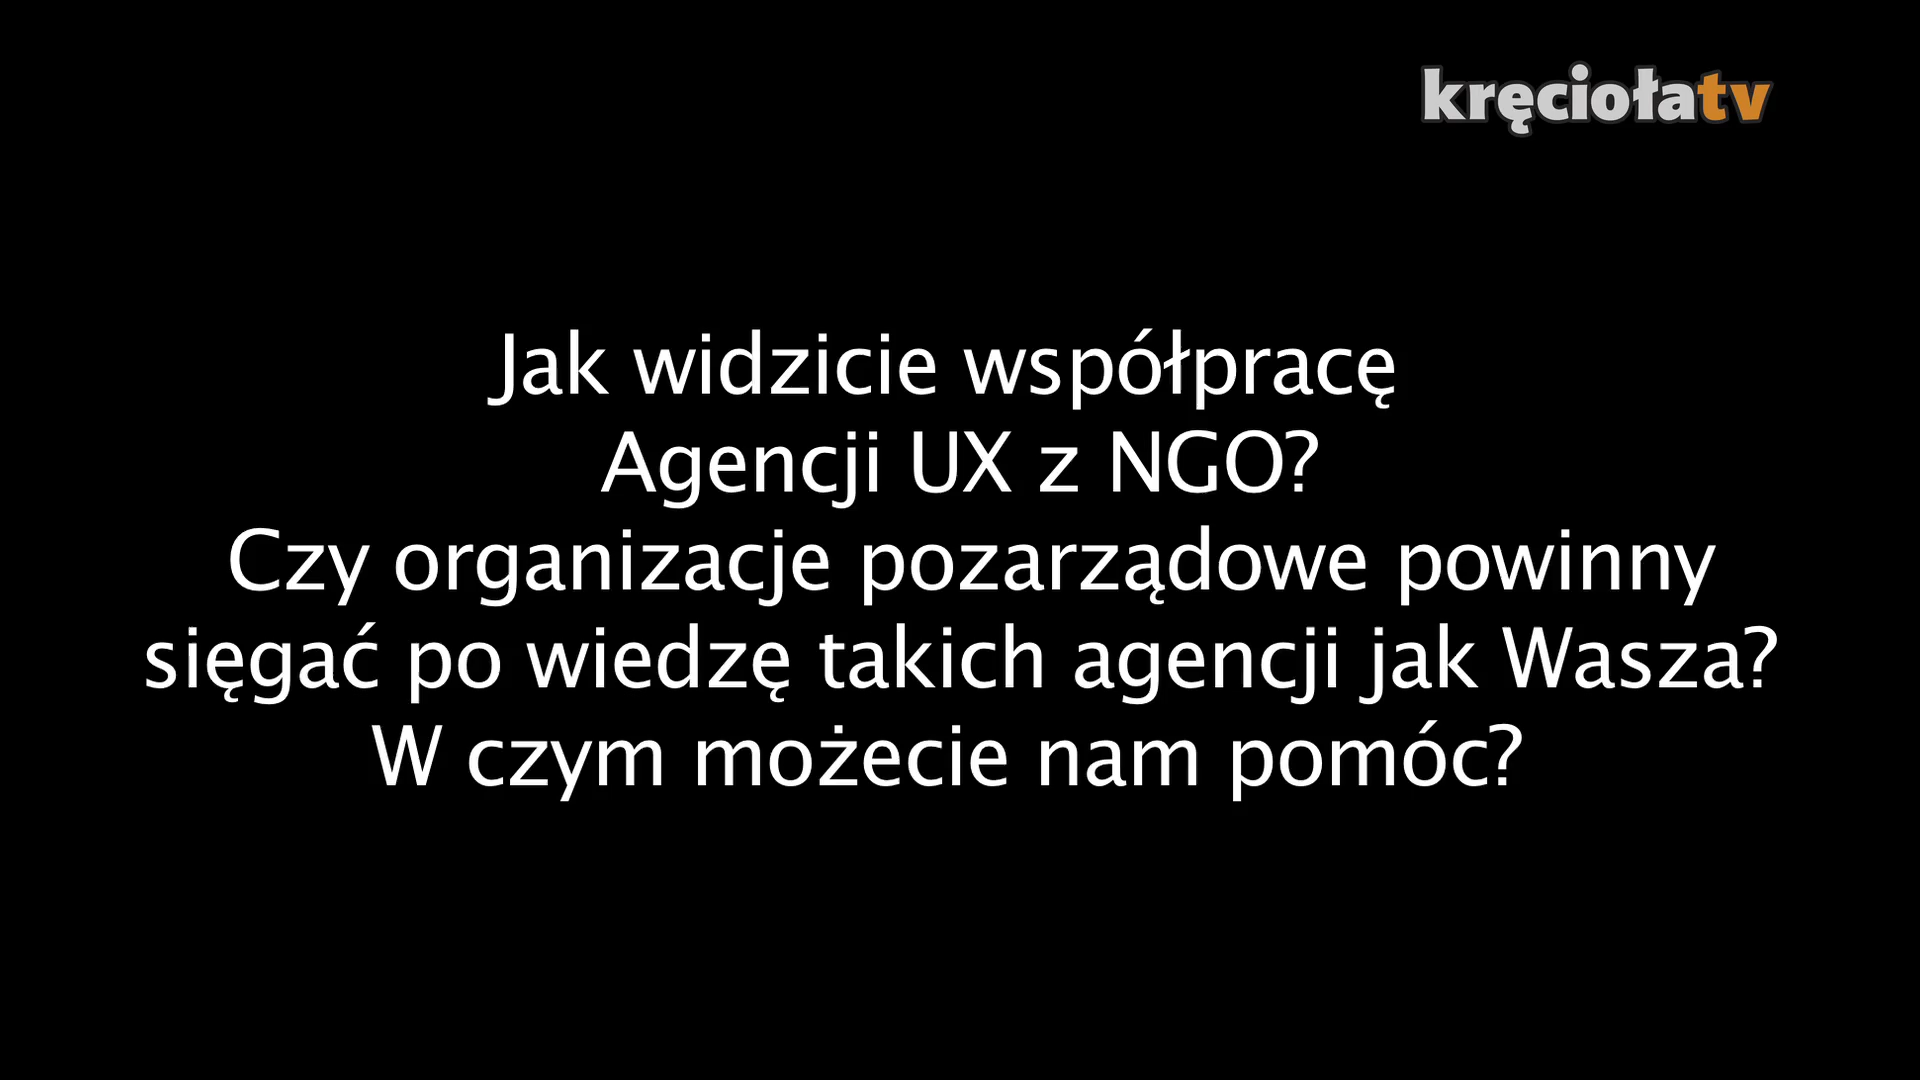 kręciołatv
Jak widzicie współpracę
Agencji UX z NGO?
Czy organizacje pozarządowe powinny
sięgać po wiedzę takich agencji jak Wasza?
W czym możecie nam pomóc?